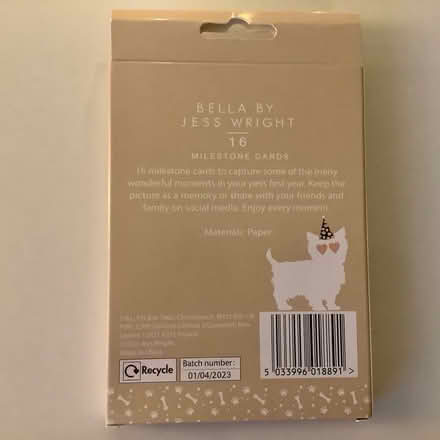 BELLA BY
JESS WRIGHT
16
MILESTONE CARDS
16 milestone cards to capture some of the many
wonderful moments in your pets first year. Keep the
picture as a memory or share with your friends and
family on social media. Enjoy every moment.
Materials: Paper
Recycle
Batch number:
01/04/2023
5 033996 018891 >